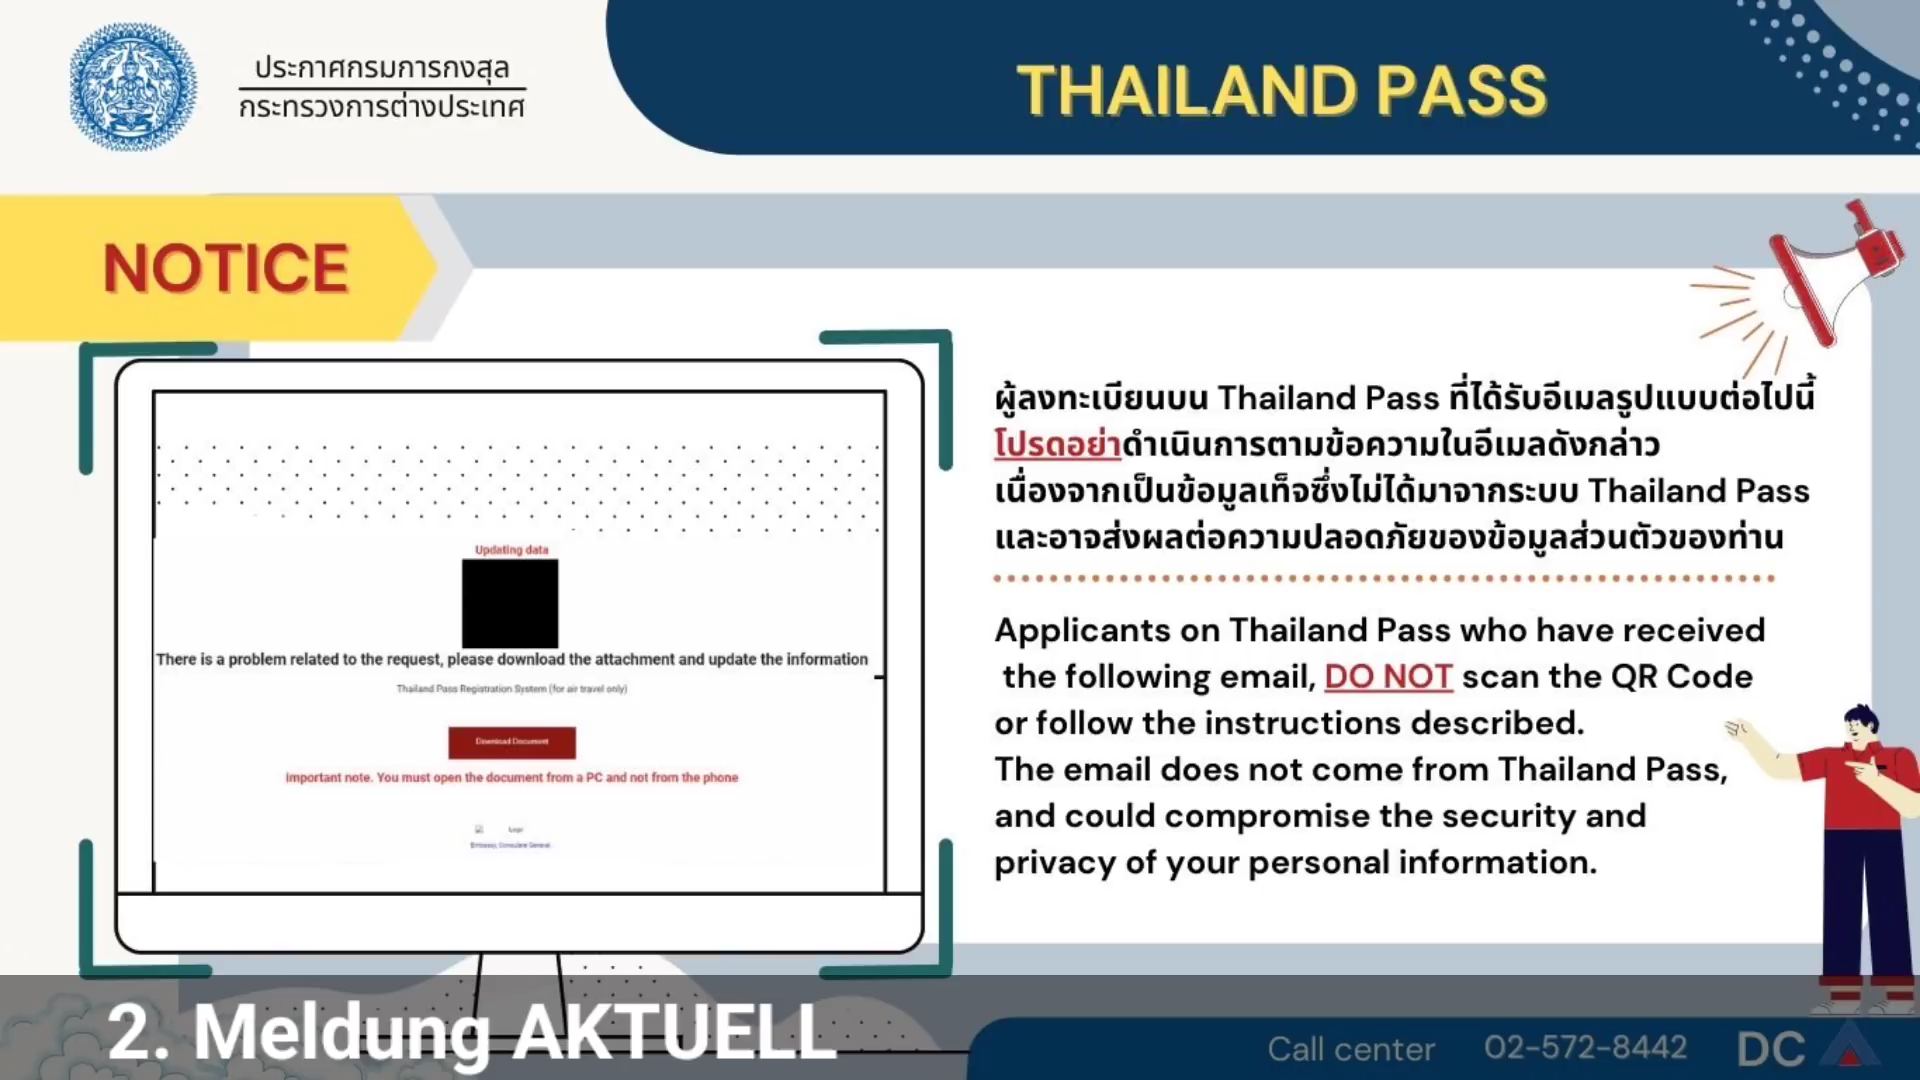 ประกาศกรมการกงสุล
กระทรวงการต่างประเทศ
THAILAND PASS
NOTICE
Updating data
There is a problem related to the request, please download the attachment and update the information
Thailand Pass Registration System (for air travel only)
Download Document
important note. You must open the document from a PC and not from the phone
Logo
Embassy, Consulate General
ผู้ลงทะเบียนบน Thailand Pass ที่ได้รับอีเมลรูปแบบต่อไปนี้
โปรดอย่าดำเนินการตามข้อความในอีเมลดังกล่าว
เนื่องจากเป็นข้อมูลเท็จซึ่งไม่ได้มาจากระบบ Thailand Pass
และอาจส่งผลต่อความปลอดภัยของข้อมูลส่วนตัวของท่าน
Applicants on Thailand Pass who have received
the following email, DO NOT scan the QR Code
or follow the instructions described.
The email does not come from Thailand Pass,
and could compromise the security and
privacy of your personal information.
2. Meldung AKTUELL
Call center 02-572-8442 DC